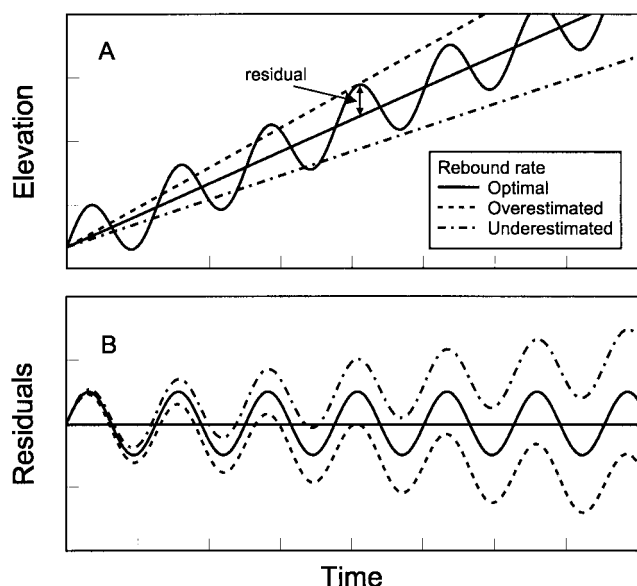 A
residual
Elevation
Rebound rate
Optimal
Overestimated
Underestimated
B
Residuals
Time